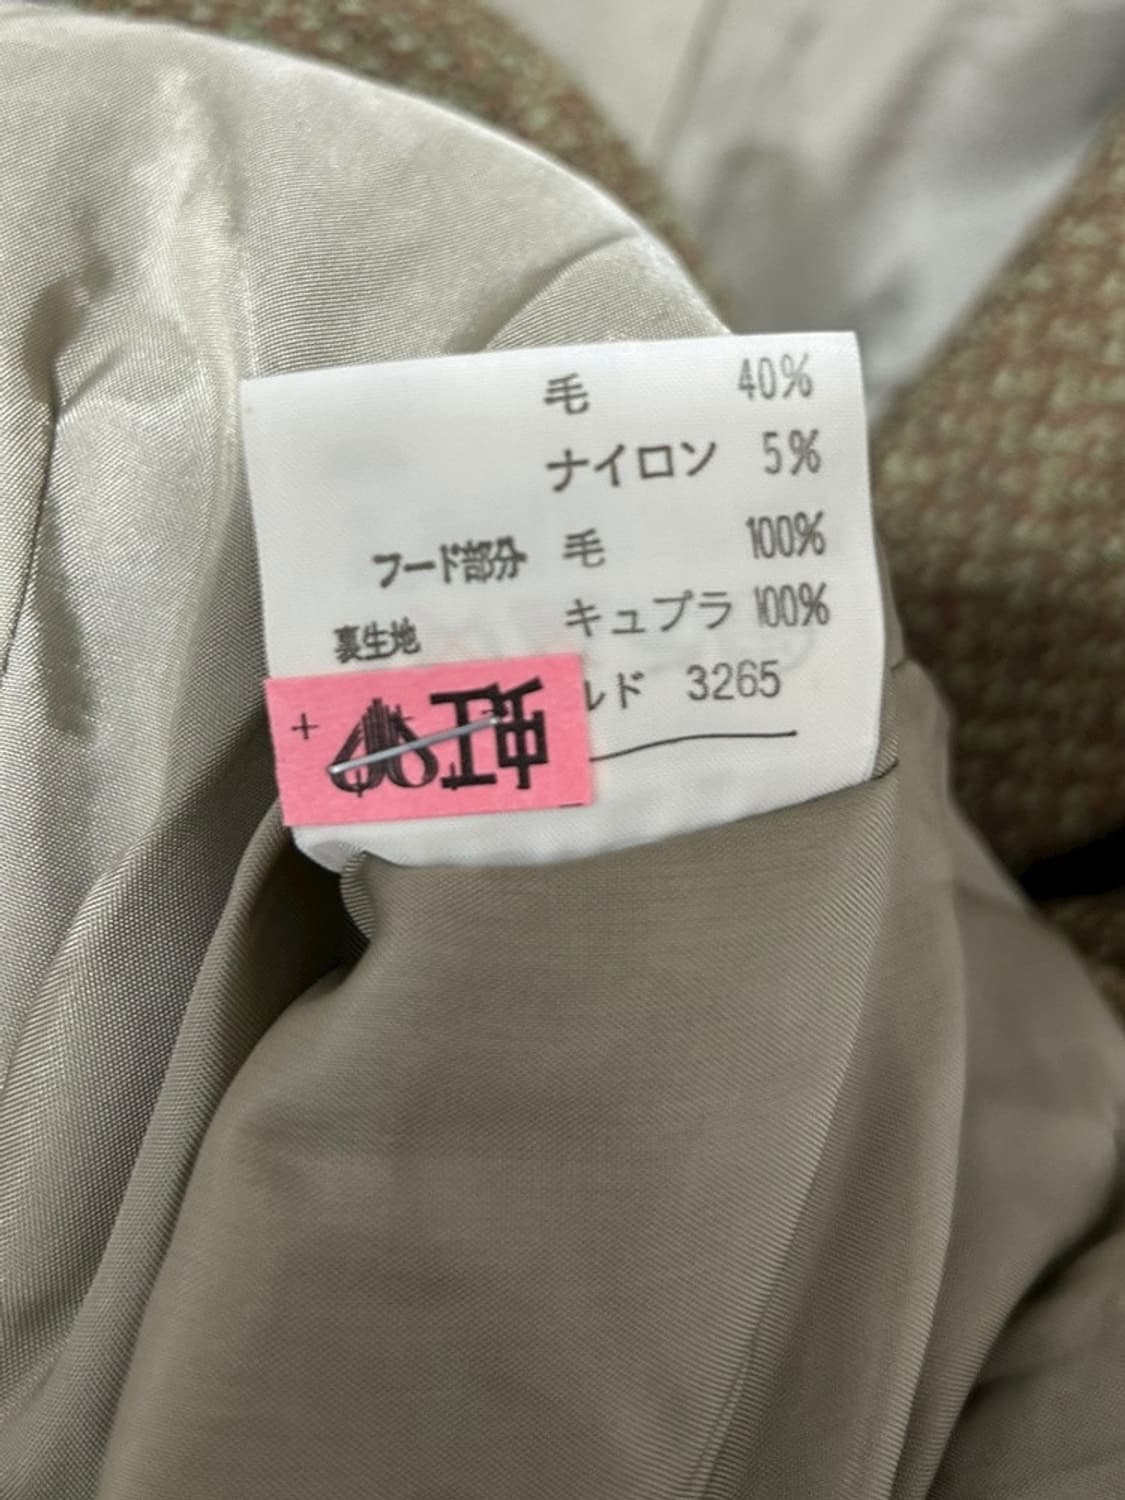 毛 40%
ナイロン 5%
フード部分 毛 100%
裏生地 キュプラ 100%
ルド 3265